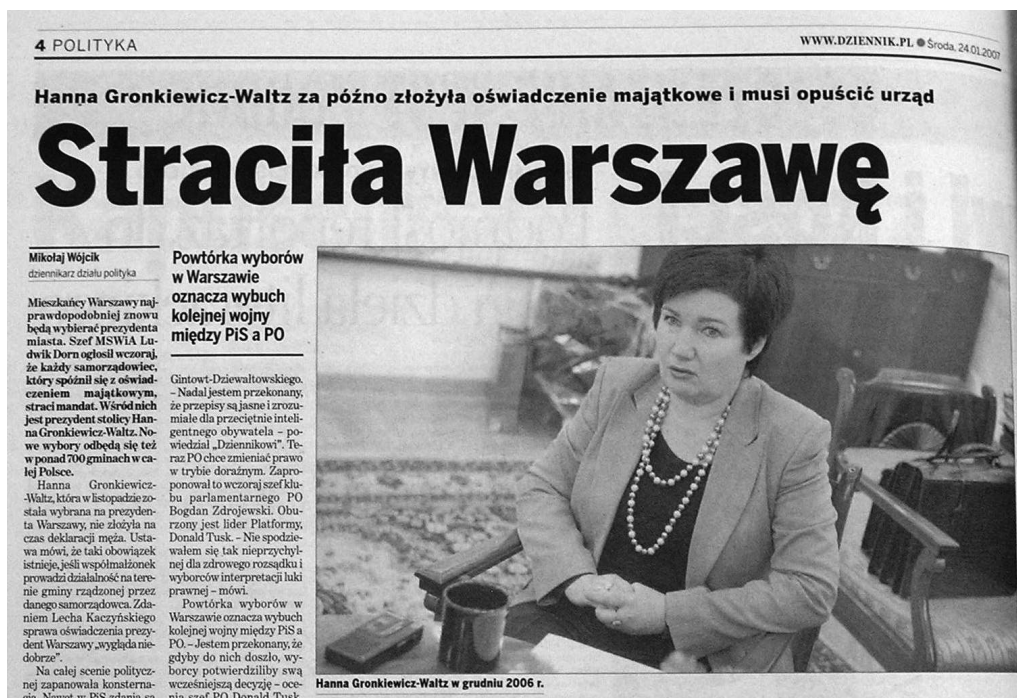 4 POLITYKA
WWW.DZIENNIK.PL ● Środa, 24.01.2007
Hanna Gronkiewicz-Waltz za późno złożyła oświadczenie majątkowe i musi opuścić urząd
Straciła Warszawę
Mikołaj Wójcik
dziennikarz działu polityka
Mieszkańcy Warszawy naj-
prawdopodobniej znowu
będą wybierać prezydenta
miasta. Szef MSWiA Lu-
dwik Dorn ogłosił wczoraj,
że każdy samorządowiec,
który spóźnił się z oświad-
czeniem majątkowym,
straci mandat. Wśród nich
jest prezydent stolicy Han-
na Gronkiewicz-Waltz. No-
we wybory odbędą się też
w ponad 700 gminach w ca-
łej Polsce.
Hanna Gronkiewicz-
-Waltz, która w listopadzie zo-
stała wybrana na prezyden-
ta Warszawy, nie złożyła na
czas deklaracji męża. Usta-
wa mówi, że taki obowiązek
istnieje, jeśli współmałżonek
prowadzi działalność na tere-
nie gminy rządzonej przez
danego samorządowca. Zda-
niem Lecha Kaczyńskiego
sprawa oświadczenia prezy-
dent Warszawy „wygląda nie-
dobrze”.
Na całej scenie politycz-
nej zapanowała konsterna-
cja. Nawet w PiS zdania są
Powtórka wyborów
w Warszawie
oznacza wybuch
kolejnej wojny
między PiS a PO
Gintowt-Dziewałtowskiego.
– Nadal jestem przekonany,
że przepisy są jasne i zrozu-
miałe dla przeciętnie inteli-
gentnego obywatela – po-
wiedział „Dziennikowi”. Te-
raz PO chce zmieniać prawo
w trybie doraźnym. Zapro-
ponował to wczoraj szef klu-
bu parlamentarnego PO
Bogdan Zdrojewski. Obu-
rzony jest lider Platformy,
Donald Tusk. – Nie spodzie-
wałem się tak nieprzychyl-
nej dla zdrowego rozsądku i
wyborców interpretacji luki
prawnej – mówi.
Powtórka wyborów w
Warszawie oznacza wybuch
kolejnej wojny między PiS a
PO. – Jestem przekonany, że
gdyby do nich doszło, wy-
borcy potwierdziliby swą
wcześniejszą decyzję – oce-
nia szef PO Donald Tusk.
Hanna Gronkiewicz-Waltz w grudniu 2006 r.